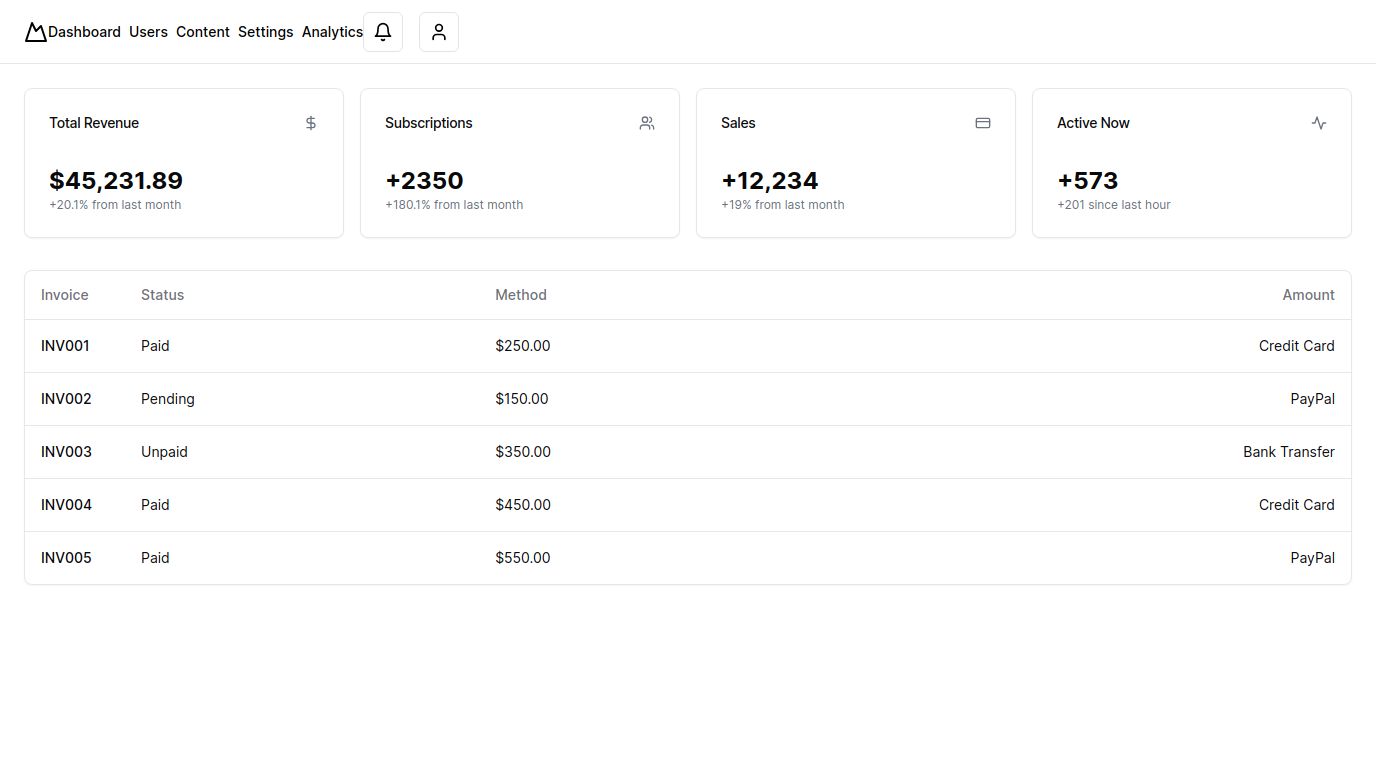 Dashboard Users Content Settings Analytics
Total Revenue
$45,231.89
+20.1% from last month
Subscriptions
+2350
+180.1% from last month
Sales
+12,234
+19% from last month
Active Now
+573
+201 since last hour
Invoice Status Method Amount
INV001 Paid $250.00 Credit Card
INV002 Pending $150.00 PayPal
INV003 Unpaid $350.00 Bank Transfer
INV004 Paid $450.00 Credit Card
INV005 Paid $550.00 PayPal